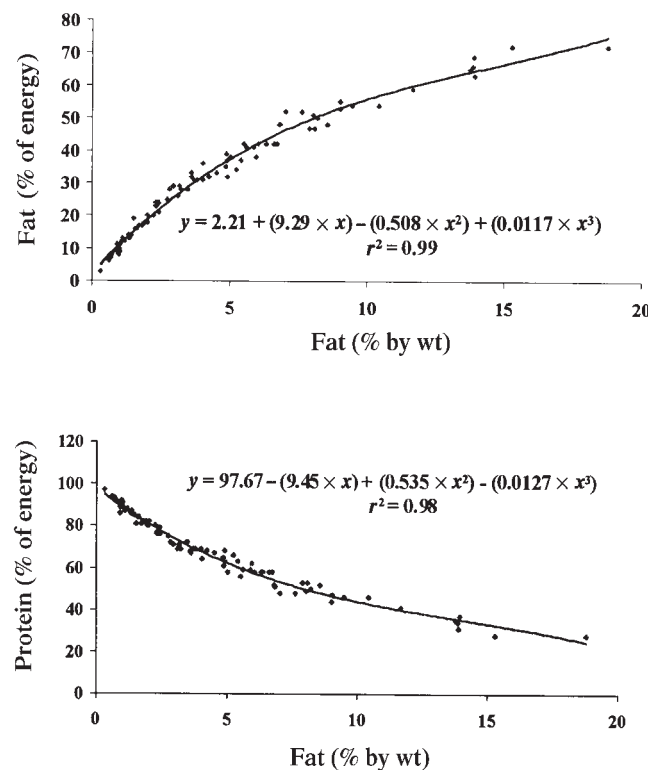 80
70
60
50
40
30
20
10
0
Fat (% of energy)
y = 2.21 + (9.29 × x) – (0.508 × x²) + (0.0117 × x³)
r² = 0.99
0 5 10 15 20
Fat (% by wt)
120
100
80
60
40
20
0
Protein (% of energy)
y = 97.67 – (9.45 × x) + (0.535 × x²) - (0.0127 × x³)
r² = 0.98
0 5 10 15 20
Fat (% by wt)